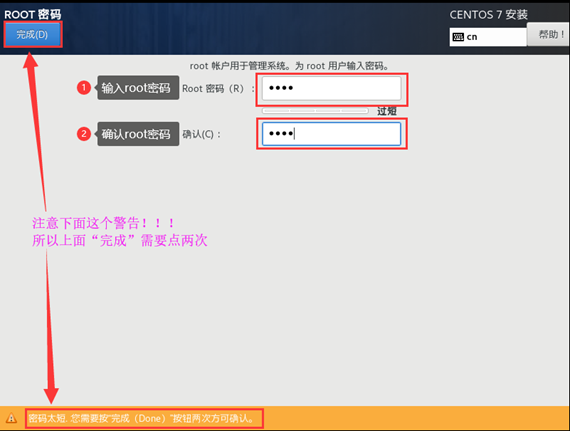 ROOT 密码
CENTOS 7 安装
完成(D)
cn
帮助！
root 帐户用于管理系统。为 root 用户输入密码。
1 输入root密码 Root 密码（R）： ••••
过短
2 确认root密码 确认(C)： ••••
注意下面这个警告！！！
所以上面“完成”需要点两次
密码太短. 您需要按“完成（Done）”按钮两次方可确认。